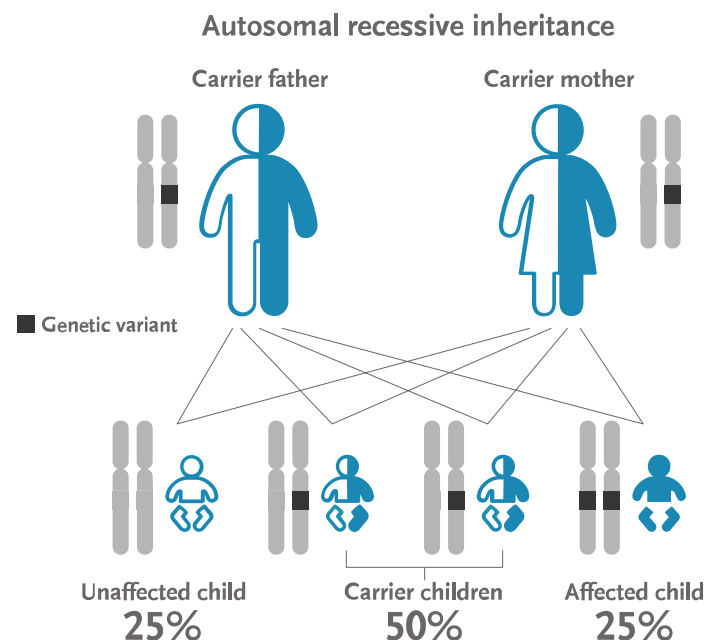 Autosomal recessive inheritance
Carrier father
Carrier mother
Genetic variant
Unaffected child
25%
Carrier children
50%
Affected child
25%